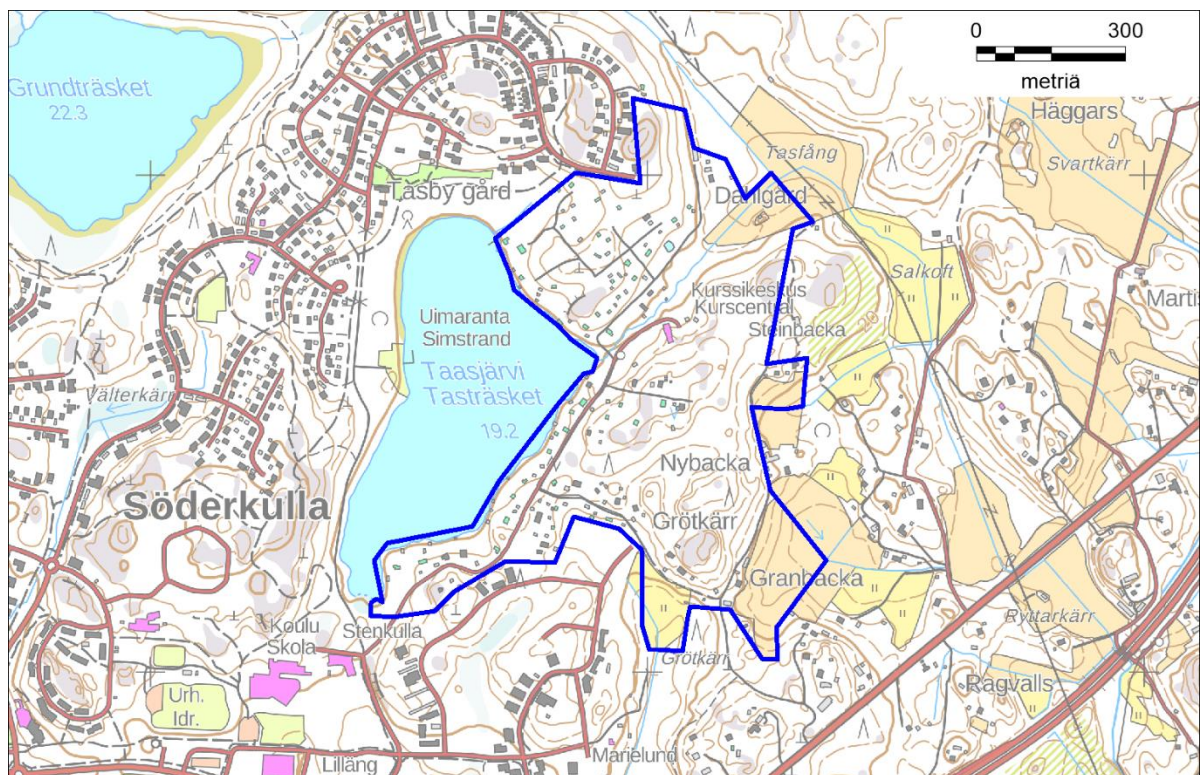 0 300
metriä
Grundträsket
22.3
Häggars
Tasfång
Svartkärr
Tasby gård
Dahlgård
Salkoft
Kurssikeskus
Kurscentral
Steinbacka
Uimaranta
Simstrand
Taasjärvi
Tasträsket
19.2
Välterkärr
Nybacka
Söderkulla
Grötkärr
Granbacka
Ryttarkärr
Koulu
Skola
Stenkulla
Grötkärr
Ragvalls
Urh.
Idr.
Marielund
Lilläng